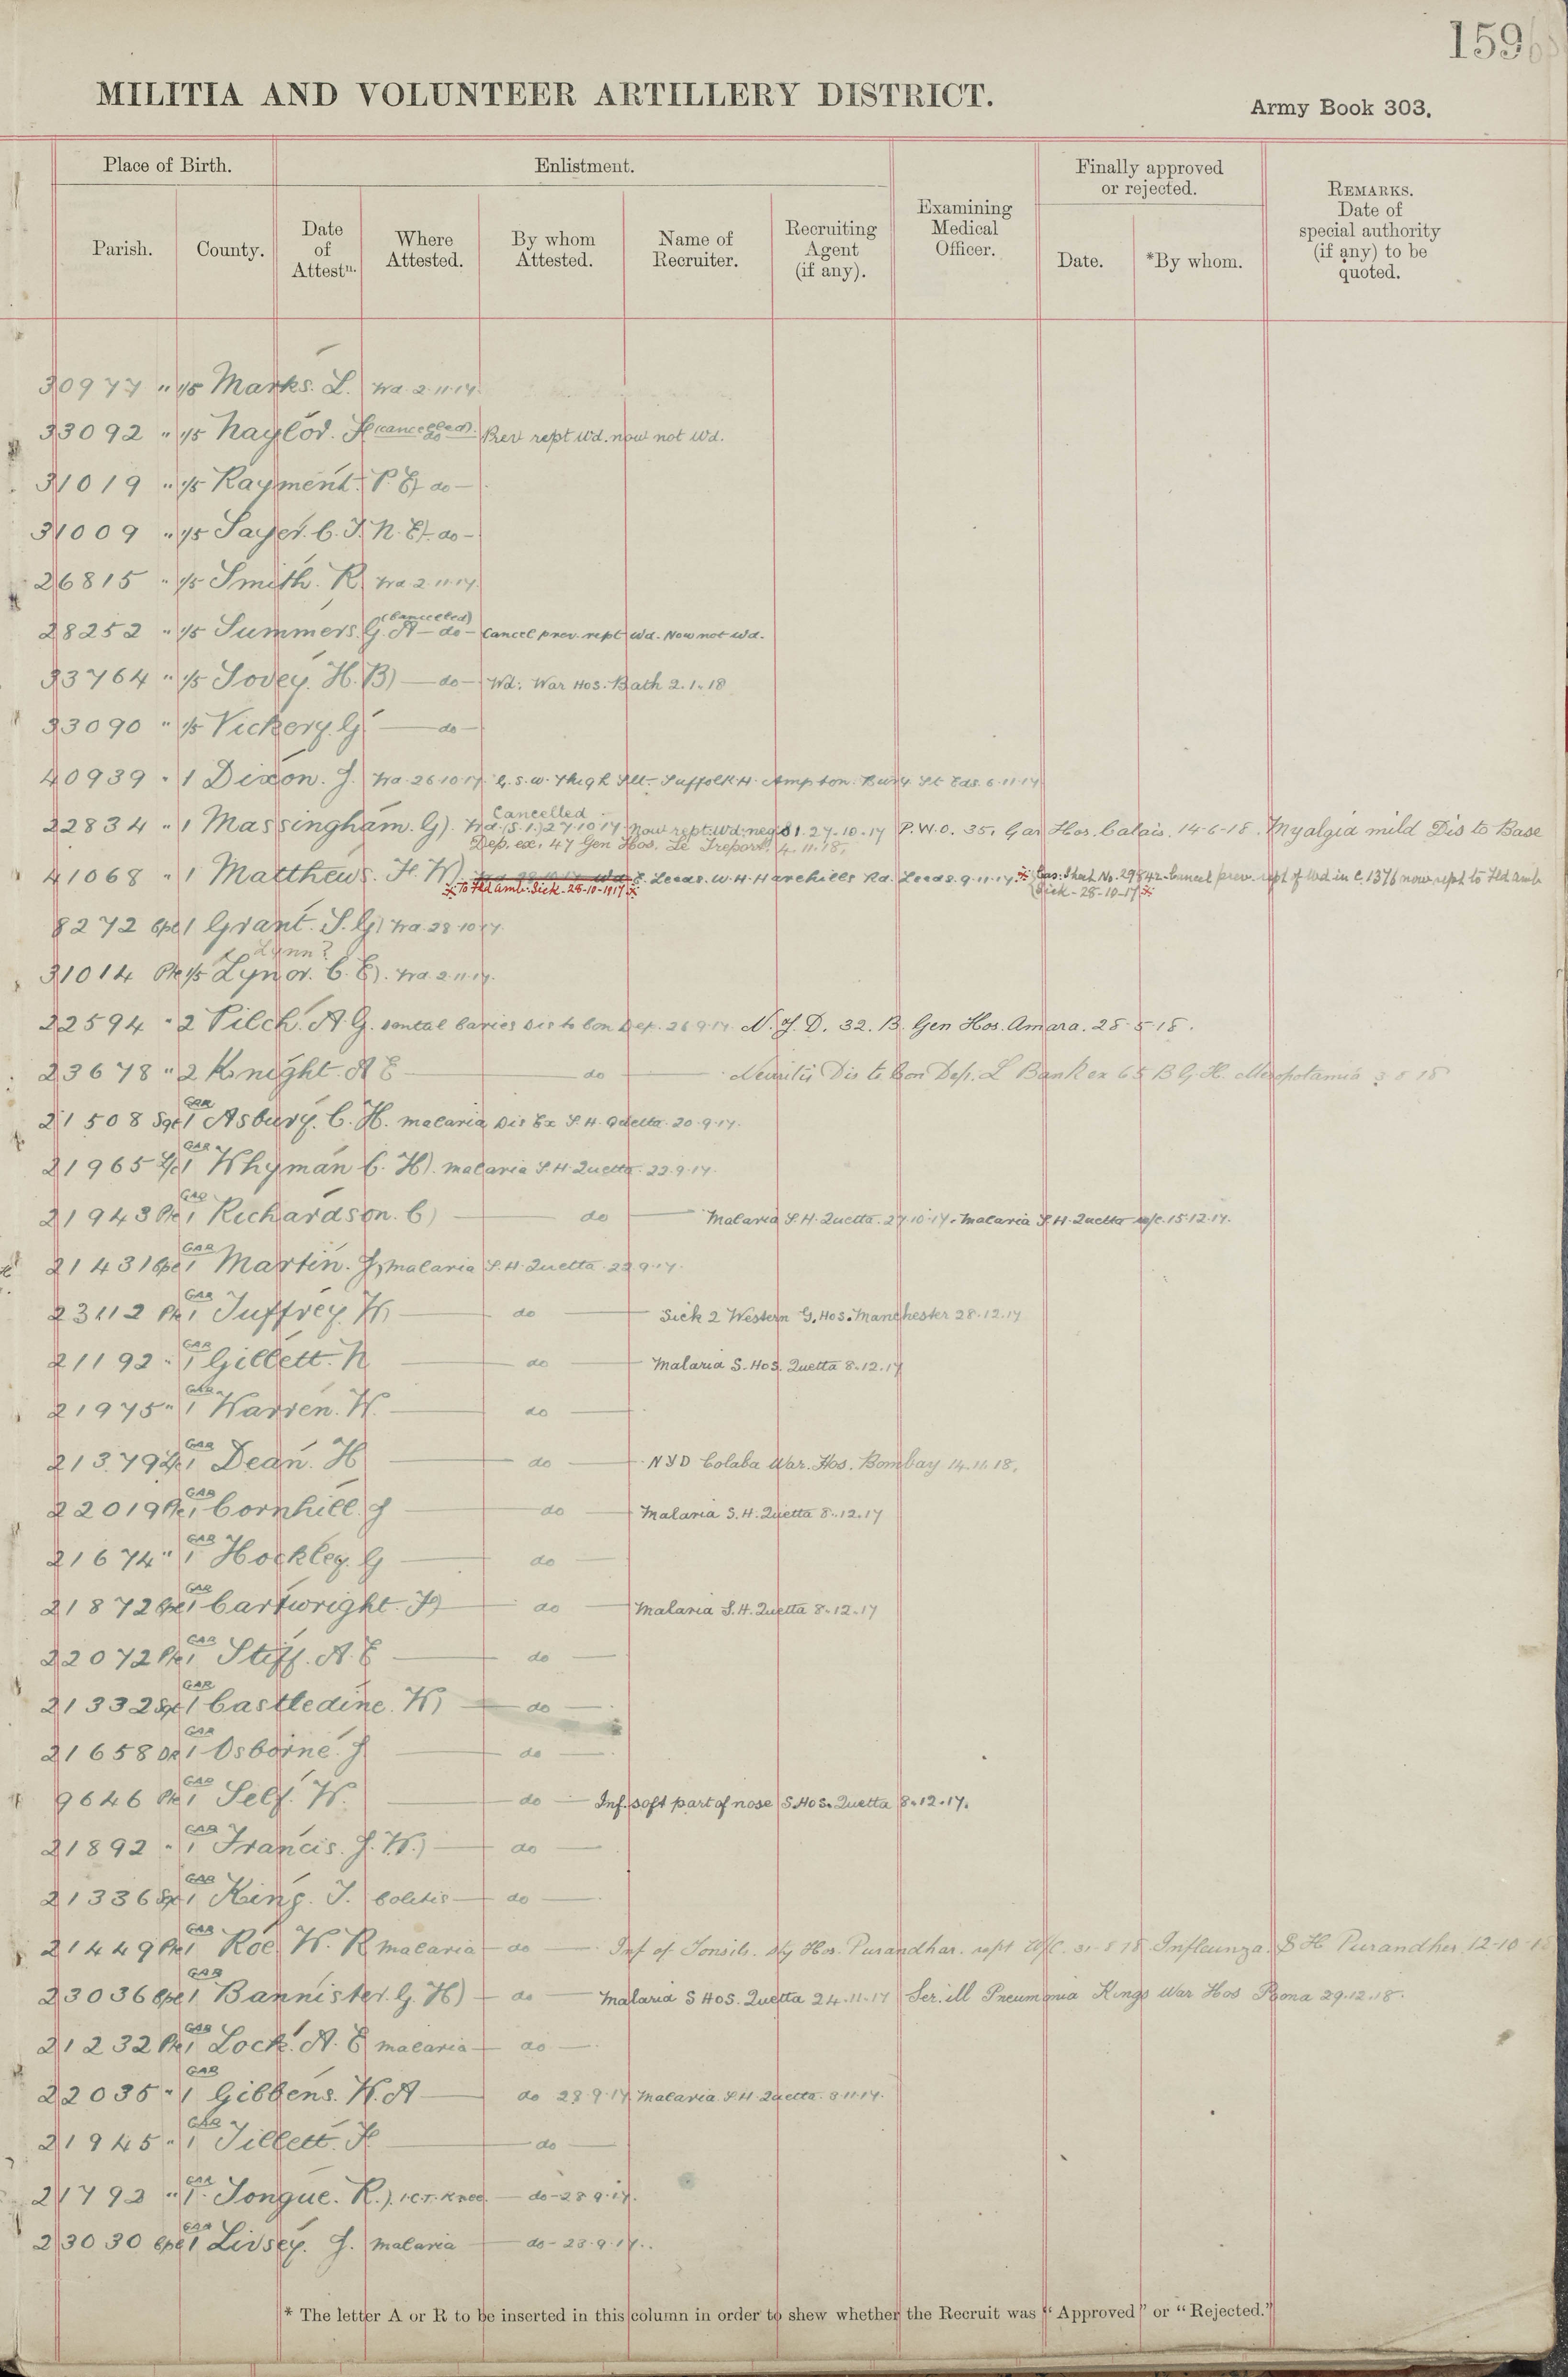 159
MILITIA AND VOLUNTEER ARTILLERY DISTRICT.
Army Book 303.
Place of Birth.
Enlistment.
Finally approved or rejected.
Parish.
County.
Date of Attestn.
Where Attested.
By whom Attested.
Name of Recruiter.
Recruiting Agent (if any).
Examining Medical Officer.
Date.
*By whom.
REMARKS. Date of special authority (if any) to be quoted.
30977 " 1/5 Marks. L. Wd. 2.11.17.
33092 " 1/5 Naylor. H (cancelled) do Prev rept Wd. now not Wd.
31019 " 1/5 Rayment. P. E do
31009 " 1/5 Sayer. C. J. N. E. do
26815 " 1/5 Smith. R Wd. 2.11.17.
28252 " 1/5 Summers. G. A (Cancelled) do Cancel prev. rept Wd. Now not Wd.
33764 " 1/5 Tovey. H. B) do Wd. War Hos. Bath 2.1.18
33090 " 1/5 Vickery. G. do
40939 " 1 Dixon. J. Wd. 26.10.17. G.S.W. Thigh Slt. Suffolk H. Ampton. Bury St Eds. 6.11.17
Cancelled
22834 " 1 Massingham. G). Wd. (S.I.) 27.10.17 Now rept. Wd. neg. S.I. 27.10.17 P.W.O. 35. Gar Hos. Calais. 14-6-18. Myalgia mild Dis to Base
Dep. ex. 47 Gen Hos. Le Treport. 4.11.18.
41068 " 1 Matthews. H. W) Leeds. W.H. Harehills Rd. Leeds. 9.11.17 Cas. Sheet No. 29842 Cancel prev. rept of Wd in C. 1376 now rept to Fld Amb
To Fld Amb. Sick. 28-10-1917 Sick - 28-10-17
8272 Cpl 1 Grant. S. G) Wd. 28.10.17.
Lynn?
31014 Pte 1/5 Lynor. C. E). Wd. 2.11.17.
22594 " 2 Pilch. A. G. Dental Caries Dis to Con Dep. 26.9.17. N.Y.D. 32. B. Gen Hos. Amara. 28.5.18.
23678 " 2 Knight. A E do Neuritis Dis to Con Dep. L Bank ex 65 B G. H. Mesopotamia 3 8 18
21508 Sgt 1 GAR Asbury. C. H. malaria Dis Ex S.H. Quetta. 20.9.17.
21965 1 GAR Whyman C. H). malaria S.H. Quetta. 22.9.17.
21943 Pte 1 GAR Richardson. C) do Malaria S.H. Quetta. 27.10.17. Malaria S.H. Quetta w/e. 15.12.17.
21431 Cpl 1 GAR Martin. J, malaria S.H. Quetta. 22.9.17.
23112 Pte 1 GAR Juffrey. W do Sick 2 Western G. Hos. Manchester 28.12.17
21192 " 1 GAR Gillett. N do Malaria S. Hos. Quetta 8.12.17
21975 " 1 GAR Warren. W. do
21379 1 GAR Dean. H do NYD Colaba War. Hos. Bombay 14.11.18.
22019 Pte 1 GAR Cornhill. J do Malaria S.H. Quetta 8.12.17
21674 " 1 GAR Hockley. G do
21872 1 GAR Cartwright. F) do Malaria S.H. Quetta 8.12.17
22072 Pte 1 GAR Stiff. A. E do
21332 Sgt 1 GAR Castledine. W) do
21658 1 GAR Osborne. J do
9646 Pte 1 GAR Self. W. do Inf. soft part of nose S. Hos. Quetta 8.12.17.
21892 " 1 GAR Francis. J. W.) do
21336 Sgt 1 GAR King. J. Colitis do
21449 Pte 1 GAR Roe. W. R malaria do Inf of Tonsils. Stn Hos. Purandhar. rept W/E. 31.8.18 Influenza. S H Purandher 12-10-18
23036 Cpl 1 GAR Bannister. G. H) do Malaria S Hos. Quetta 24.11.17 Ser. ill Pneumonia Kings War Hos Poona 29.12.18.
21232 Pte 1 GAR Lock. A. E malaria do
22035 " 1 GAR Gibbens. W. A do 28.9.17. Malaria. S.H. Quetta. 3.11.17.
21945 " 1 GAR Tillett. F do
21793 " 1 GAR Tongue. R.). I.C.T. Knee. do 28.9.17.
23030 Cpl 1 GAR Livsey. J. malaria do 28.9.17.
* The letter A or R to be inserted in this column in order to shew whether the Recruit was "Approved" or "Rejected."